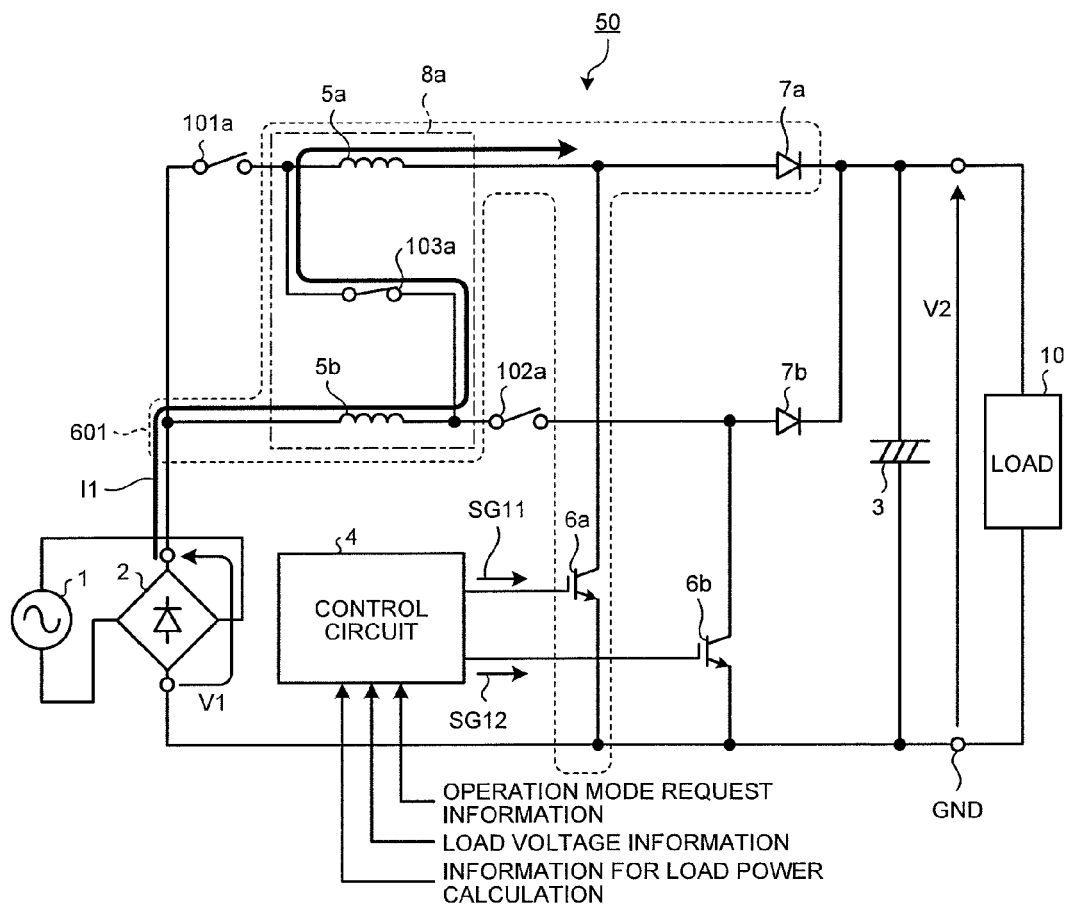 50
8a
5a
7a
101a
103a
V2
5b
102a
7b
10
601
LOAD
I1
3
SG11
6a
4
1
2
6b
CONTROL
CIRCUIT
V1
SG12
OPERATION MODE REQUEST
INFORMATION
GND
LOAD VOLTAGE INFORMATION
INFORMATION FOR LOAD POWER
CALCULATION